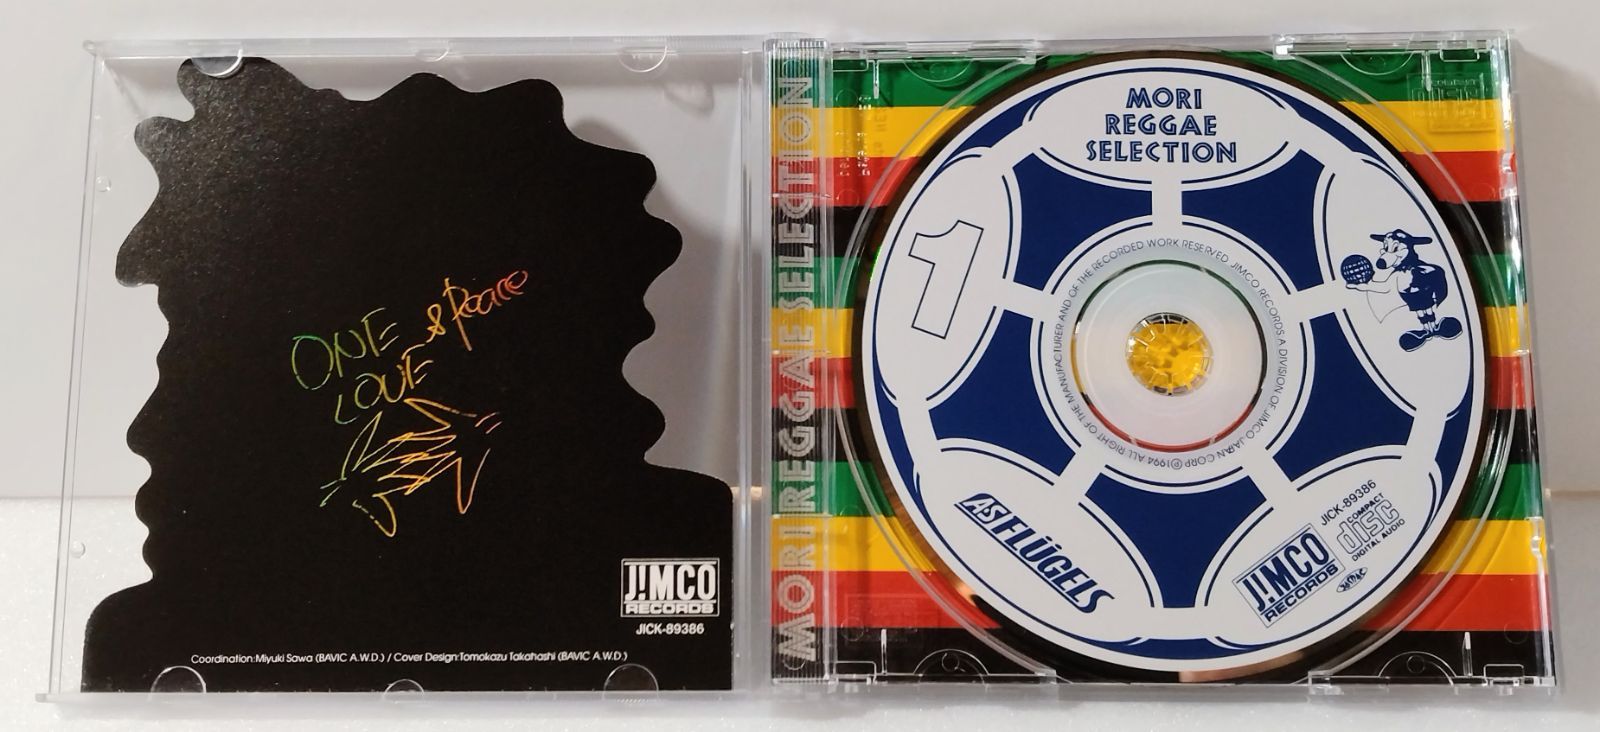 ONE
LOVE & Peace
J!MCO
RECORDS
JICK-89386
Coordination:Miyuki Sawa (BAVIC A.W.D.) / Cover Design:Tomokazu Takahashi (BAVIC A.W.D.)
MORI REGGAE SELECTION
MORI
REGGAE
SELECTION
1
ALL RIGHT OF THE MANUFACTURER AND OF THE RECORDED WORK RESERVED JIMCO RECORDS A DIVISION OF JIMCO JAPAN CORP ℗1994
AS FLÜGELS
J!MCO
RECORDS
JICK-89386
COMPACT
disc
DIGITAL AUDIO